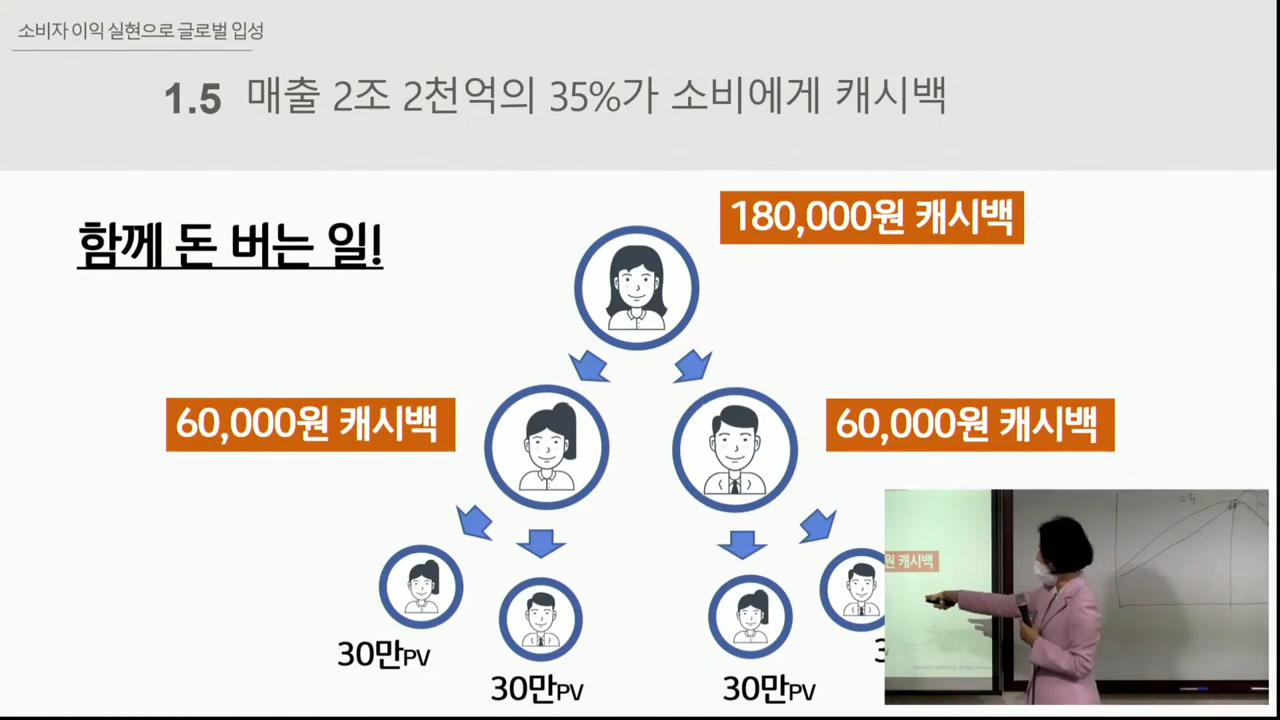 소비자 이익 실현으로 글로벌 입성
1.5 매출 2조 2천억의 35%가 소비에게 캐시백
함께 돈 버는 일!
180,000원 캐시백
60,000원 캐시백
60,000원 캐시백
30만PV
30만PV
30만PV
3
원 캐시백